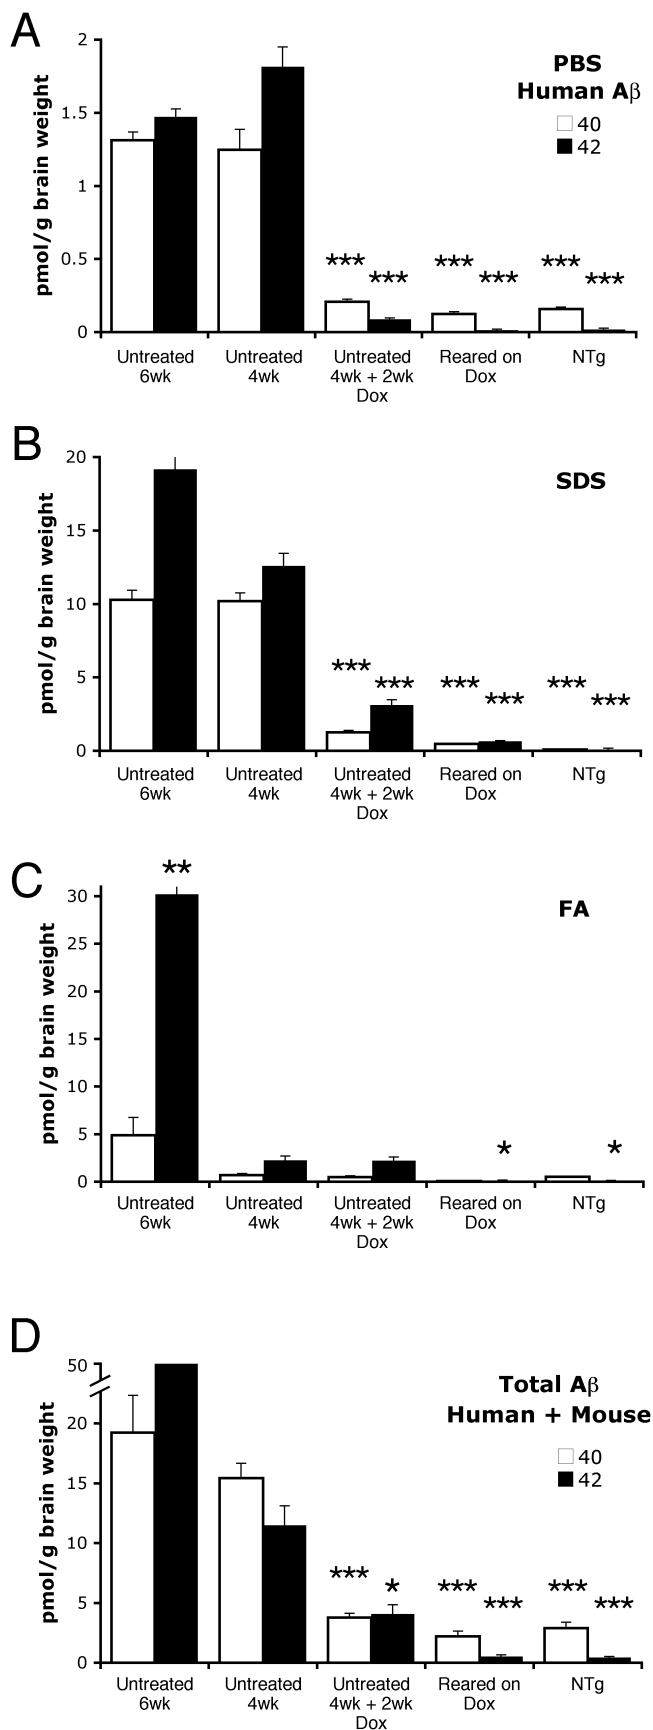 A
PBS
Human Aβ
40
42
pmol/g brain weight
2
1.5
1
0.5
0
*** *** *** *** *** ***
Untreated 6wk
Untreated 4wk
Untreated 4wk + 2wk Dox
Reared on Dox
NTg
B
SDS
pmol/g brain weight
20
15
10
5
0
*** *** *** *** *** ***
Untreated 6wk
Untreated 4wk
Untreated 4wk + 2wk Dox
Reared on Dox
NTg
C
FA
pmol/g brain weight
30
25
20
15
10
5
0
** * *
Untreated 6wk
Untreated 4wk
Untreated 4wk + 2wk Dox
Reared on Dox
NTg
D
Total Aβ
Human + Mouse
40
42
pmol/g brain weight
50
20
15
10
5
0
*** * *** *** *** ***
Untreated 6wk
Untreated 4wk
Untreated 4wk + 2wk Dox
Reared on Dox
NTg